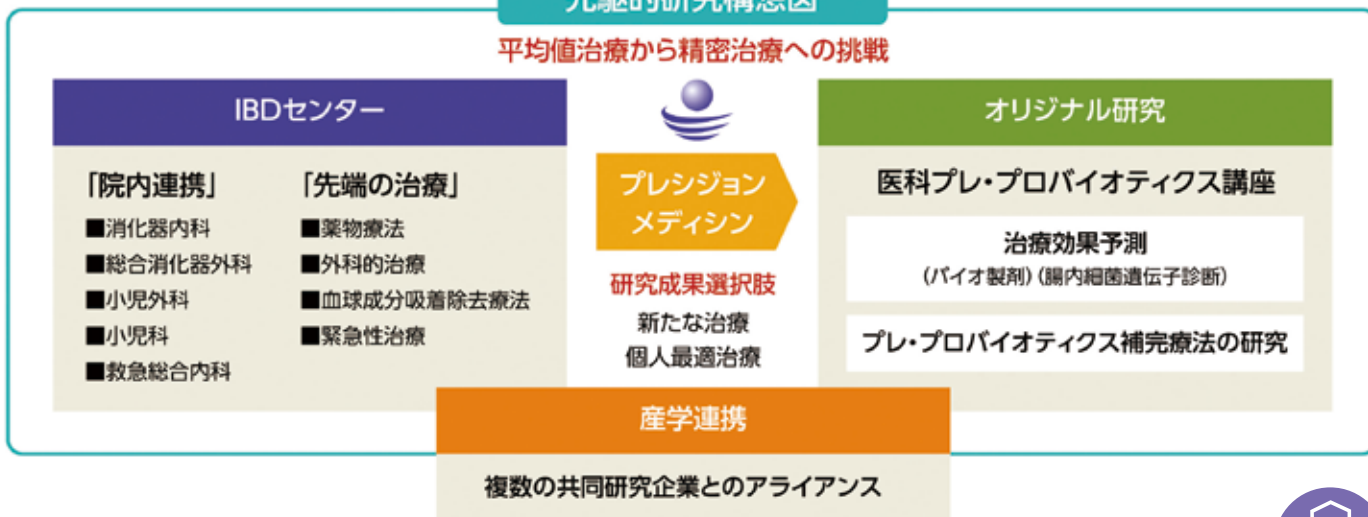 先駆的研究構想図
平均値治療から精密治療への挑戦
IBDセンター
「院内連携」
■消化器内科
■総合消化器外科
■小児外科
■小児科
■救急総合内科
「先端の治療」
■薬物療法
■外科的治療
■血球成分吸着除去療法
■緊急性治療
プレシジョン
メディシン
研究成果選択肢
新たな治療
個人最適治療
オリジナル研究
医科プレ・プロバイオティクス講座
治療効果予測
(バイオ製剤)(腸内細菌遺伝子診断)
プレ・プロバイオティクス補完療法の研究
産学連携
複数の共同研究企業とのアライアンス